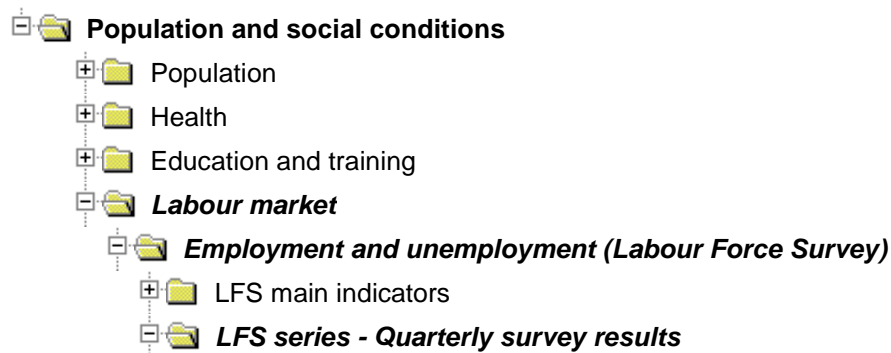 Population and social conditions
Population
Health
Education and training
Labour market
Employment and unemployment (Labour Force Survey)
LFS main indicators
LFS series - Quarterly survey results